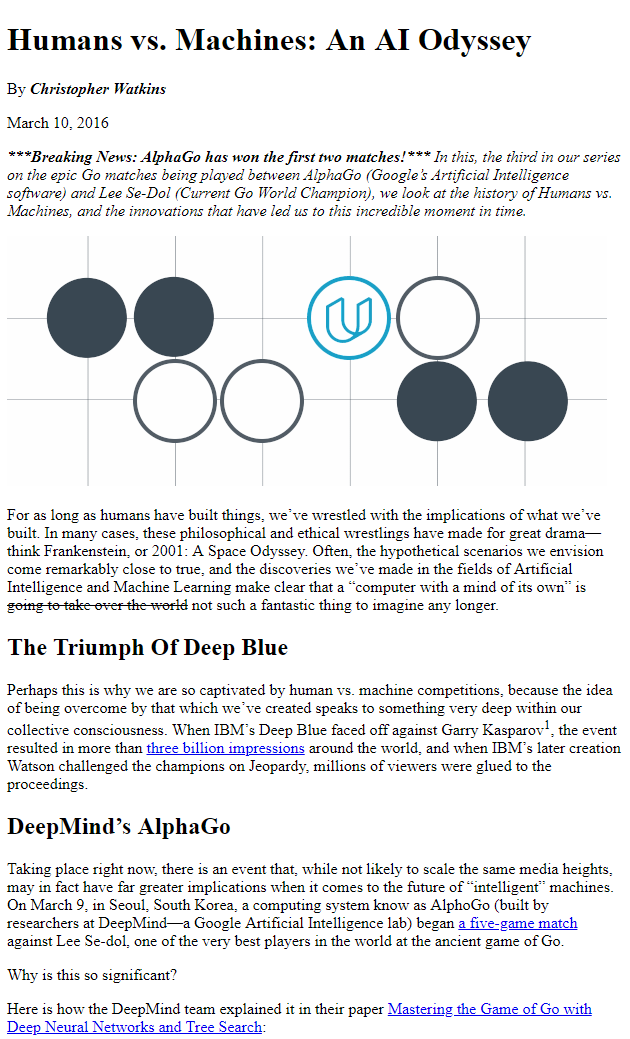 Humans vs. Machines: An AI Odyssey
By Christopher Watkins
March 10, 2016
***Breaking News: AlphaGo has won the first two matches!*** In this, the third in our series
on the epic Go matches being played between AlphaGo (Google's Artificial Intelligence
software) and Lee Se-Dol (Current Go World Champion), we look at the history of Humans vs.
Machines, and the innovations that have led us to this incredible moment in time.
For as long as humans have built things, we've wrestled with the implications of what we've
built. In many cases, these philosophical and ethical wrestlings have made for great drama—
think Frankenstein, or 2001: A Space Odyssey. Often, the hypothetical scenarios we envision
come remarkably close to true, and the discoveries we've made in the fields of Artificial
Intelligence and Machine Learning make clear that a “computer with a mind of its own” is
going to take over the world not such a fantastic thing to imagine any longer.
The Triumph Of Deep Blue
Perhaps this is why we are so captivated by human vs. machine competitions, because the idea
of being overcome by that which we've created speaks to something very deep within our
collective consciousness. When IBM's Deep Blue faced off against Garry Kasparov1, the event
resulted in more than three billion impressions around the world, and when IBM's later creation
Watson challenged the champions on Jeopardy, millions of viewers were glued to the
proceedings.
DeepMind's AlphaGo
Taking place right now, there is an event that, while not likely to scale the same media heights,
may in fact have far greater implications when it comes to the future of “intelligent” machines.
On March 9, in Seoul, South Korea, a computing system know as AlphoGo (built by
researchers at DeepMind—a Google Artificial Intelligence lab) began a five-game match
against Lee Se-dol, one of the very best players in the world at the ancient game of Go.
Why is this so significant?
Here is how the DeepMind team explained it in their paper Mastering the Game of Go with
Deep Neural Networks and Tree Search: